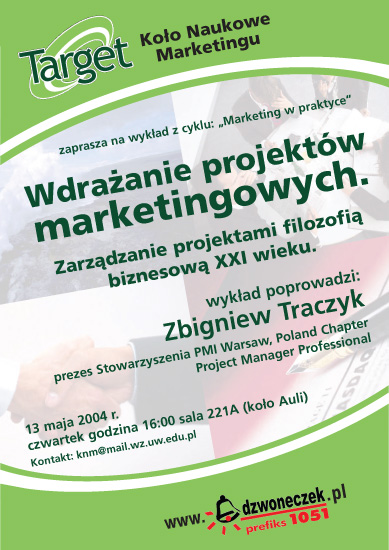 Target
Koło Naukowe
Marketingu
zaprasza na wykład z cyklu: „Marketing w praktyce"
Wdrażanie projektów
marketingowych.
Zarządzanie projektami filozofią
biznesową XXI wieku.
wykład poprowadzi:
Zbigniew Traczyk
prezes Stowarzyszenia PMI Warsaw, Poland Chapter
Project Manager Professional
NASDAQ
13 maja 2004 r.
czwartek godzina 16:00 sala 221A (koło Auli)
Kontakt: knm@mail.wz.uw.edu.pl
www.dzwoneczek.pl
prefiks 1051